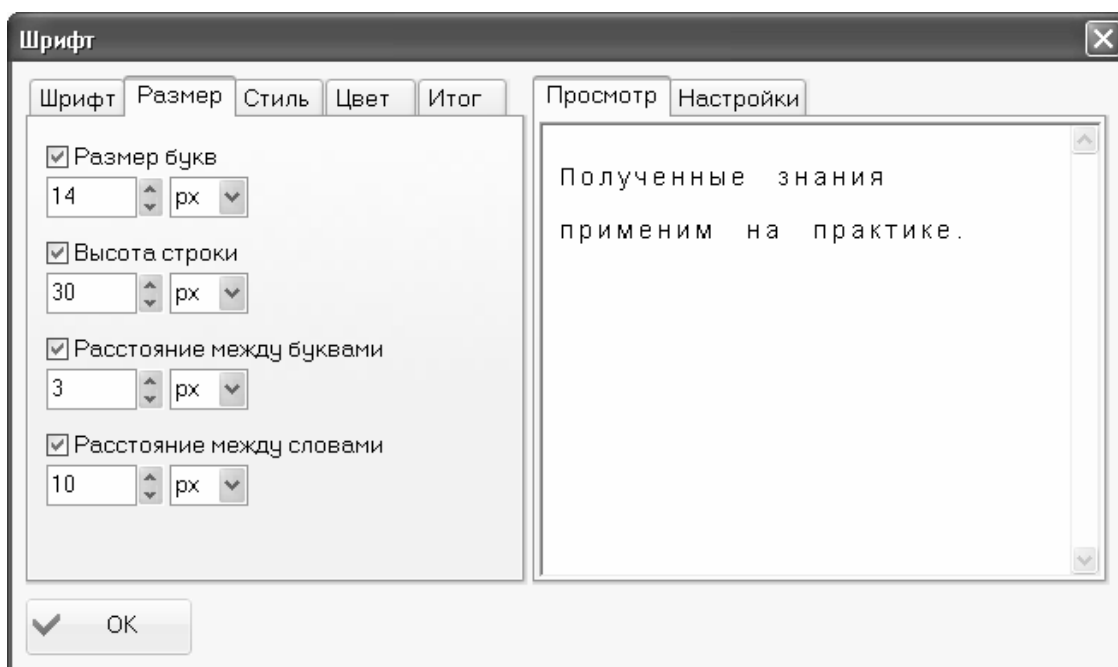 Шрифт
Шрифт Размер Стиль Цвет Итог
Размер букв
14 px
Высота строки
30 px
Расстояние между буквами
3 px
Расстояние между словами
10 px
Просмотр Настройки
Полученные знания
применим на практике.
OK